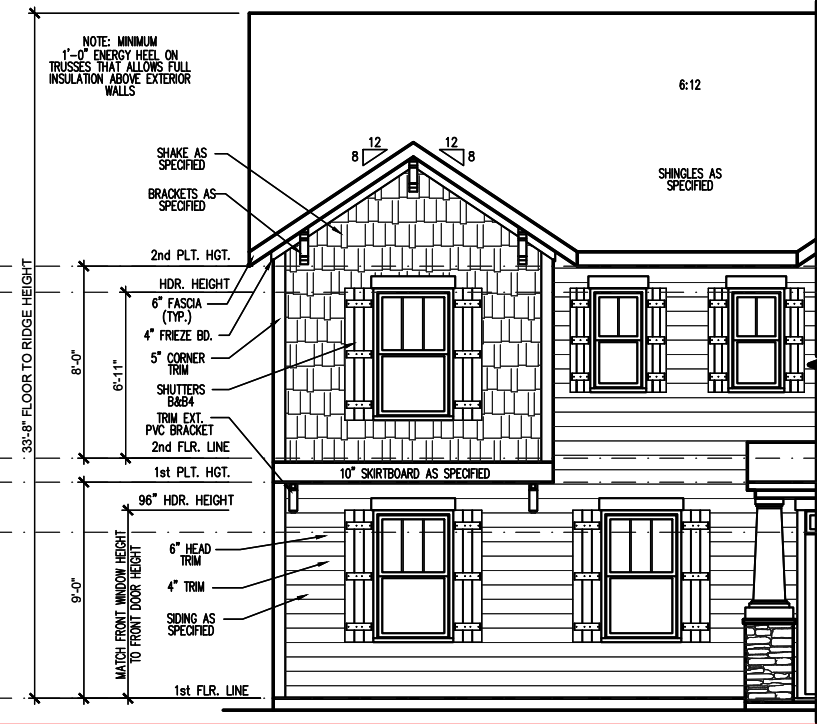 NOTE: MINIMUM
1'-0" ENERGY HEEL ON
TRUSSES THAT ALLOWS FULL
INSULATION ABOVE EXTERIOR
WALLS
6:12
12
8
12
8
SHAKE AS
SPECIFIED
SHINGLES AS
SPECIFIED
BRACKETS AS
SPECIFIED
2nd PLT. HGT.
HDR. HEIGHT
6" FASCIA
(TYP.)
4" FRIEZE BD.
5" CORNER
TRIM
SHUTTERS
B&B4
TRIM EXT.
PVC BRACKET
2nd FLR. LINE
1st PLT. HGT.
10" SKIRTBOARD AS SPECIFIED
96" HDR. HEIGHT
6" HEAD
TRIM
4" TRIM
SIDING AS
SPECIFIED
1st FLR. LINE
33'-8" FLOOR TO RIDGE HEIGHT
8'-0"
6'-11"
9'-0"
MATCH FRONT WINDOW HEIGHT
TO FRONT DOOR HEIGHT